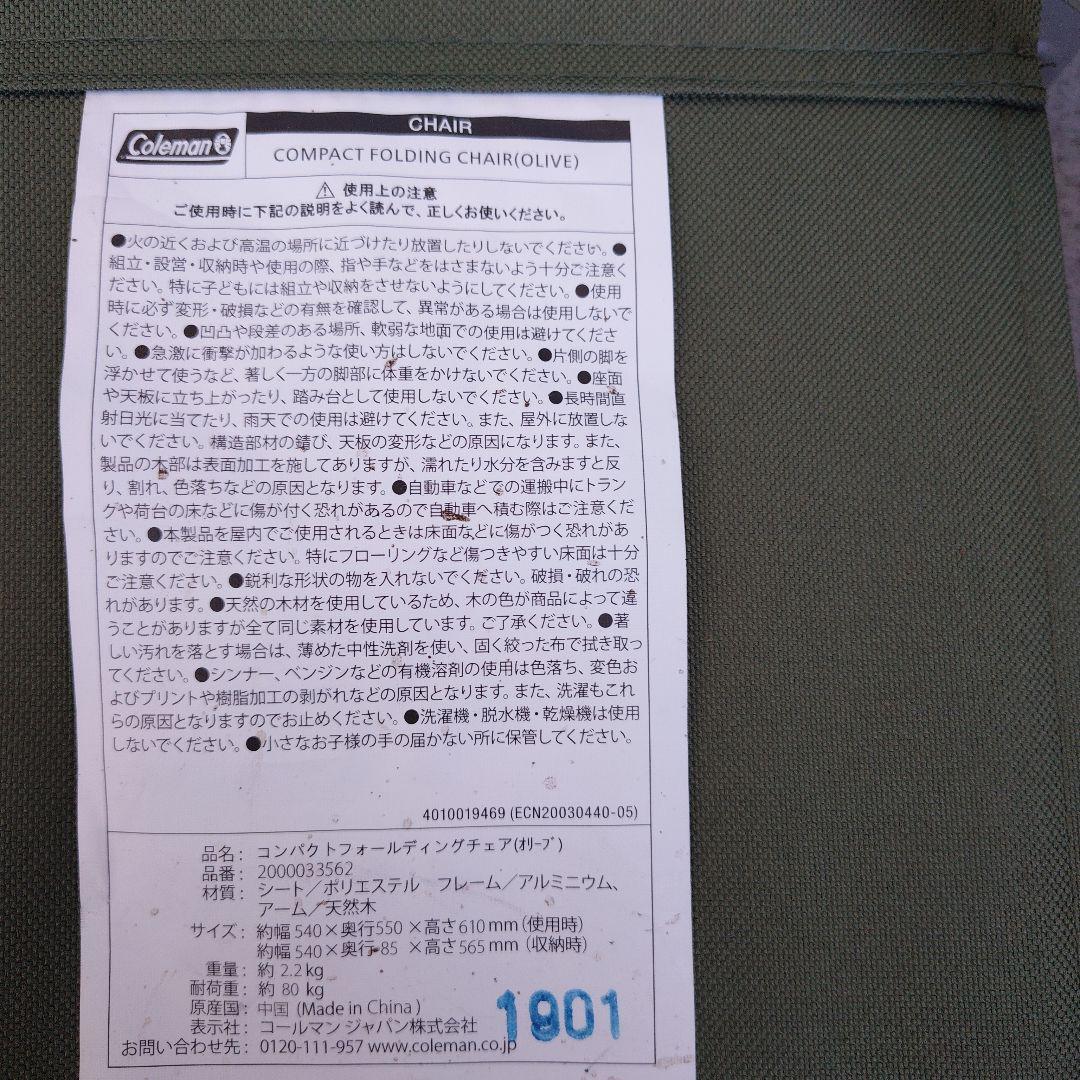 Coleman
CHAIR
COMPACT FOLDING CHAIR(OLIVE)
⚠ 使用上の注意
ご使用時に下記の説明をよく読んで、正しくお使いください。
●火の近くおよび高温の場所に近づけたり放置したりしないでください。●
組立・設営・収納時や使用の際、指や手などをはさまないよう十分ご注意く
ださい。特に子どもには組立や収納をさせないようにしてください。●使用
時に必ず変形・破損などの有無を確認して、異常がある場合は使用しないで
ください。●凹凸や段差のある場所、軟弱な地面での使用は避けてくださ
い。●急激に衝撃が加わるような使い方はしないでください。●片側の脚を
浮かせて使うなど、著しく一方の脚部に体重をかけないでください。●座面
や天板に立ち上がったり、踏み台として使用しないでください。●長時間直
射日光に当てたり、雨天での使用は避けてください。また、屋外に放置しな
いでください。構造部材の錆び、天板の変形などの原因になります。また、
製品の木部は表面加工を施してありますが、濡れたり水分を含みますと反
り、割れ、色落ちなどの原因となります。●自動車などでの運搬中にトラン
クや荷台の床などに傷が付く恐れがあるので自動車へ積む際はご注意くだ
さい。●本製品を屋内でご使用されるときは床面などに傷がつく恐れがあ
りますのでご注意ください。特にフローリングなど傷つきやすい床面は十分
ご注意ください。●鋭利な形状の物を入れないでください。破損・破れの恐
れがあります。●天然の木材を使用しているため、木の色が商品によって違
うことがありますが全て同じ素材を使用しています。ご了承ください。●著
しい汚れを落とす場合は、薄めた中性洗剤を使い、固く絞った布で拭き取っ
てください。●シンナー、ベンジンなどの有機溶剤の使用は色落ち、変色お
よびプリントや樹脂加工の剥がれなどの原因となります。また、洗濯もこれ
らの原因となりますのでお止めください。●洗濯機・脱水機・乾燥機は使用
しないでください。●小さなお子様の手の届かない所に保管してください。
4010019469 (ECN20030440-05)
品名: コンパクトフォールディングチェア(ｵﾘｰﾌﾞ)
品番: 2000033562
材質: シート／ポリエステル フレーム／アルミニウム、
アーム／天然木
サイズ: 約幅540×奥行550×高さ610mm（使用時）
約幅540×奥行 85 ×高さ565mm（収納時）
重量: 約 2.2kg
耐荷重: 約 80 kg
原産国: 中国 (Made in China)
表示社: コールマン ジャパン株式会社
お問い合わせ先: 0120-111-957 www.coleman.co.jp
1901